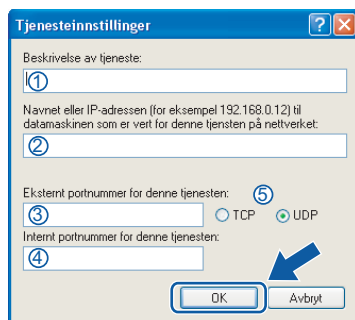 Tjenesteinnstillinger
Beskrivelse av tjeneste:
1
Navnet eller IP-adressen (for eksempel 192.168.0.12) til
datamaskinen som er vert for denne tjensten på nettverket:
2
Eksternt portnummer for denne tjenesten:
5
3
TCP
UDP
Internt portnummer for denne tjenesten:
4
OK
Avbryt